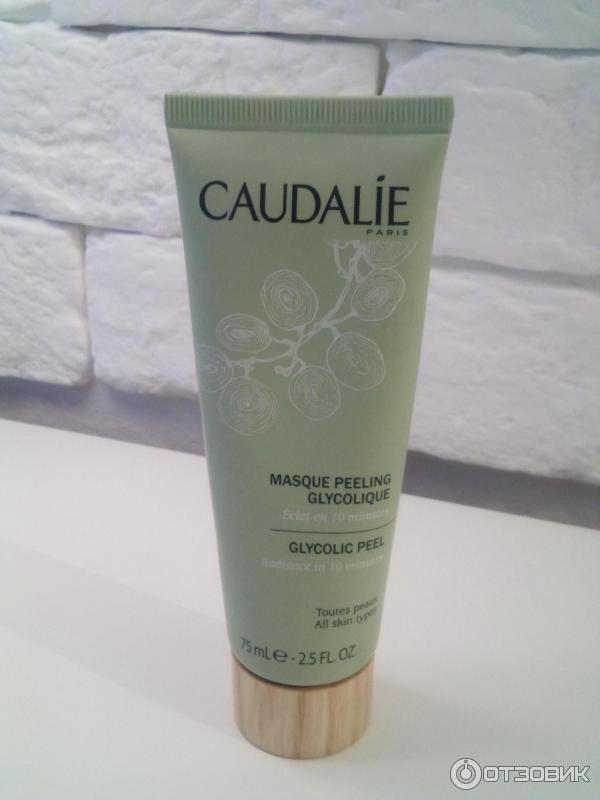 CAUDALÍE
PARIS
MASQUE PEELING
GLYCOLIQUE
Éclat en 10 minutes
GLYCOLIC PEEL
Radiance in 10 minutes
Toutes peaux
All skin types
75 mL e - 2.5 FL. OZ.
ОТЗОВИК